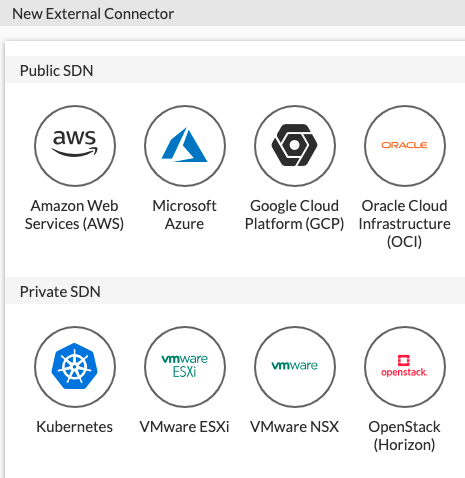 New External Connector
Public SDN
aws
ORACLE
Amazon Web
Services (AWS)
Microsoft
Azure
Google Cloud
Platform (GCP)
Oracle Cloud
Infrastructure
(OCI)
Private SDN
vmware
ESXi
vmware
openstack.
Kubernetes
VMware ESXi
VMware NSX
OpenStack
(Horizon)